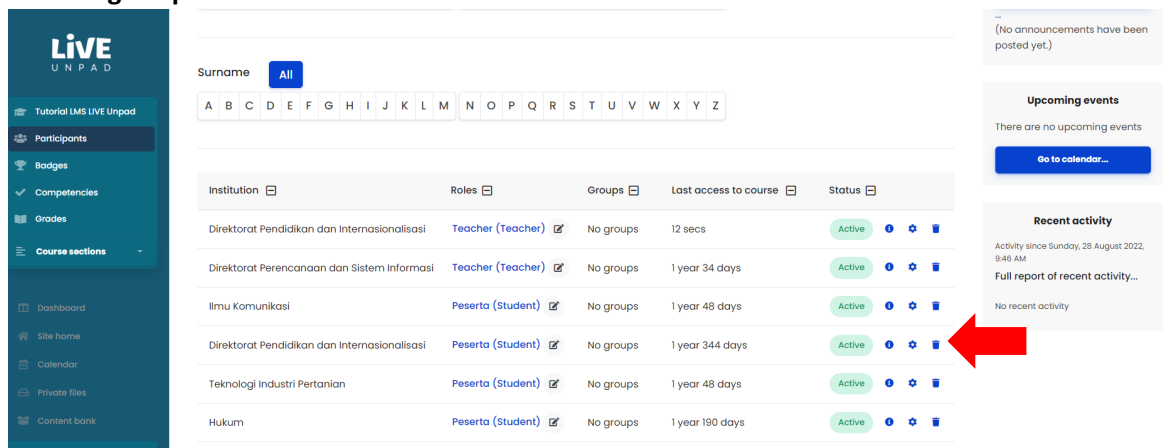 LiVE
UNPAD
Tutorial LMS LIVE Unpad
Participants
Badges
Competencies
Grades
Course sections
Dashboard
Site home
Calendar
Private files
Content bank
Surname All
A B C D E F G H I J K L M N O P Q R S T U V W X Y Z
Institution Roles Groups Last access to course Status
Direktorat Pendidikan dan Internasionalisasi Teacher (Teacher) No groups 12 secs Active
Direktorat Perencanaan dan Sistem Informasi Teacher (Teacher) No groups 1 year 34 days Active
Ilmu Komunikasi Peserta (Student) No groups 1 year 48 days Active
Direktorat Pendidikan dan Internasionalisasi Peserta (Student) No groups 1 year 344 days Active
Teknologi Industri Pertanian Peserta (Student) No groups 1 year 48 days Active
Hukum Peserta (Student) No groups 1 year 190 days Active
...
(No announcements have been
posted yet.)
Upcoming events
There are no upcoming events
Go to calendar...
Recent activity
Activity since Sunday, 28 August 2022,
9:46 AM
Full report of recent activity...
No recent activity